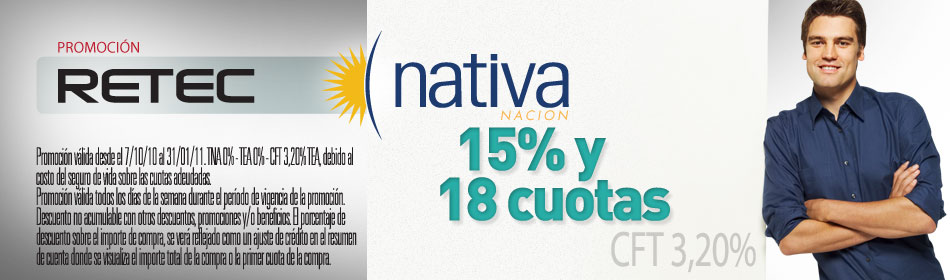 PROMOCIÓN
RETEC
Promoción válida desde el 7/10/10 al 31/01/11. TNA 0% - TEA 0% - CFT 3,20% TEA, debido al
costo del seguro de vida sobre las cuotas adeudadas.
Promoción válida todos los días de la semana durante el período de vigencia de la promoción.
Descuento no acumulable con otros descuentos, promociones y/o beneficios. El porcentaje de
descuento sobre el importe de compra, se verá reflejado como un ajuste de crédito en el resumen
de cuenta donde se visualiza el importe total de la compra o la primer cuota de la compra.
nativa
NACION
15% y
18 cuotas
CFT 3,20%